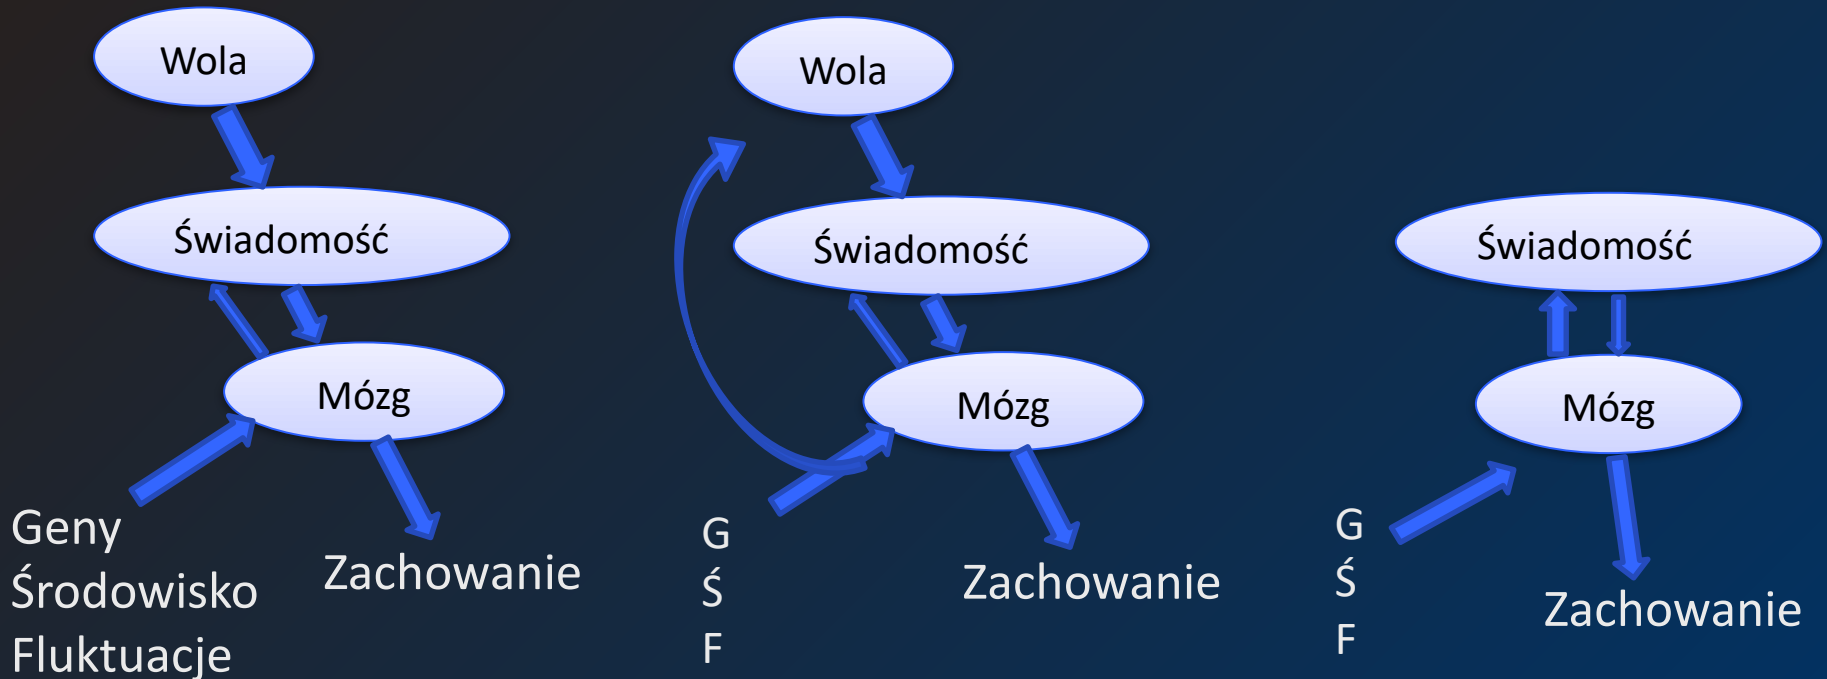 Wola
Świadomość
Mózg
Geny
Środowisko
Fluktuacje
Zachowanie
Wola
Świadomość
Mózg
G
Ś
F
Zachowanie
Świadomość
Mózg
G
Ś
F
Zachowanie